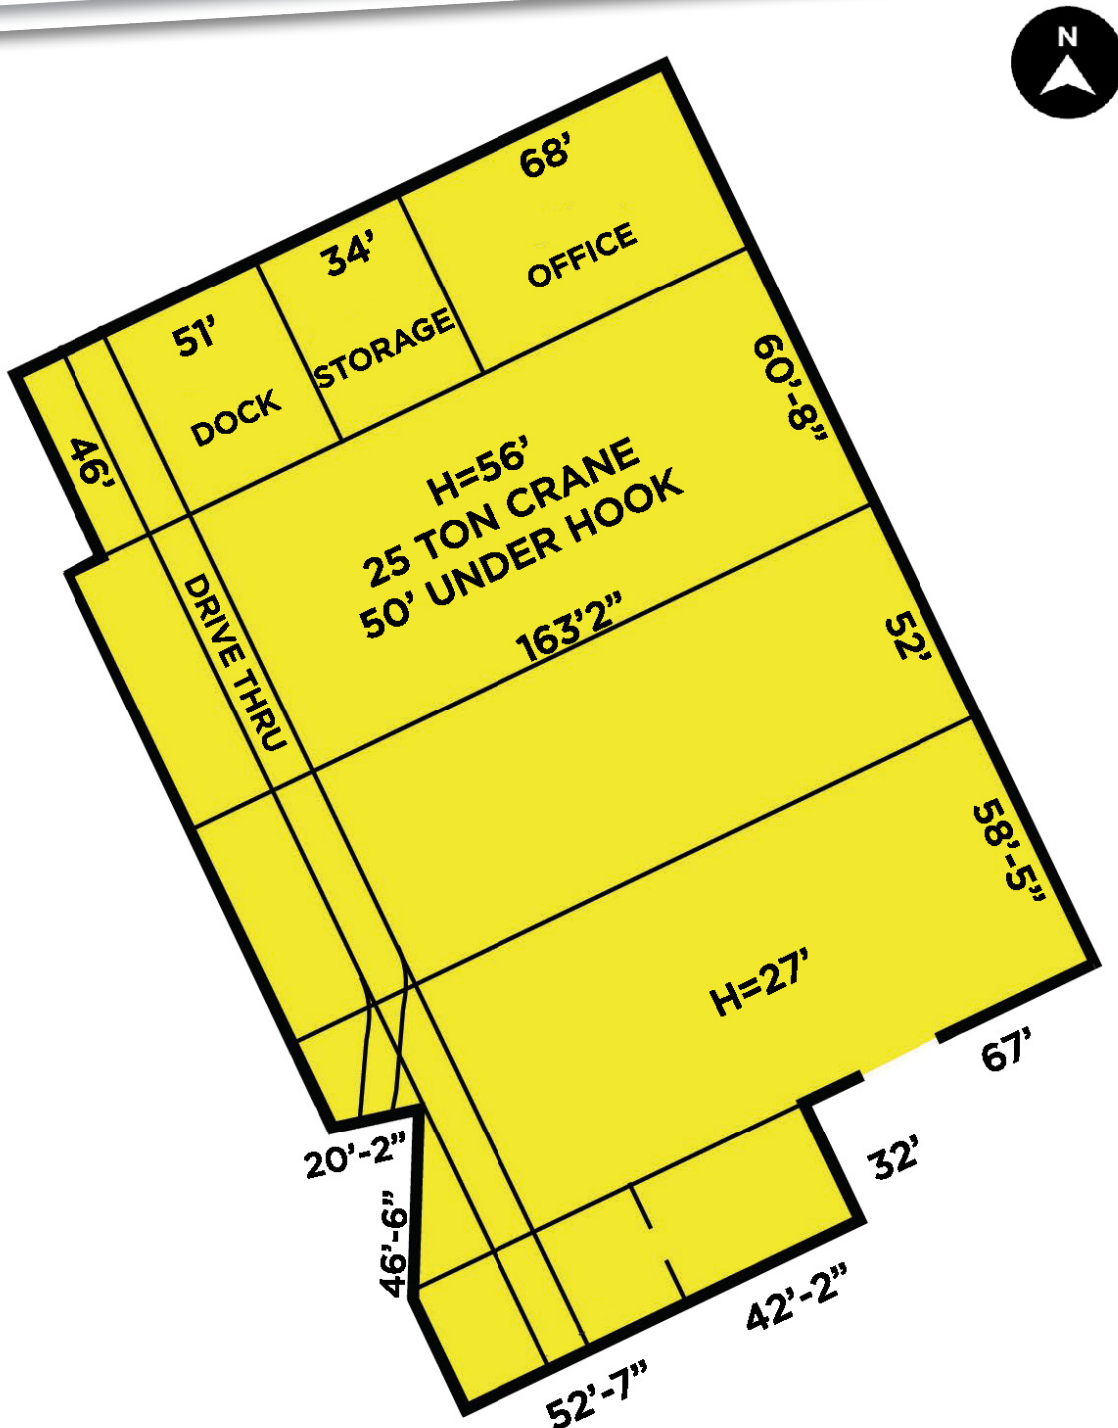 N
68’
34’
OFFICE
51’
STORAGE
DOCK
46’
60’-8”
H=56’
25 TON CRANE
50’ UNDER HOOK
163’2”
DRIVE THRU
52’
58’-5”
H=27’
67’
20’-2”
32’
46’-6”
42’-2”
52’-7”